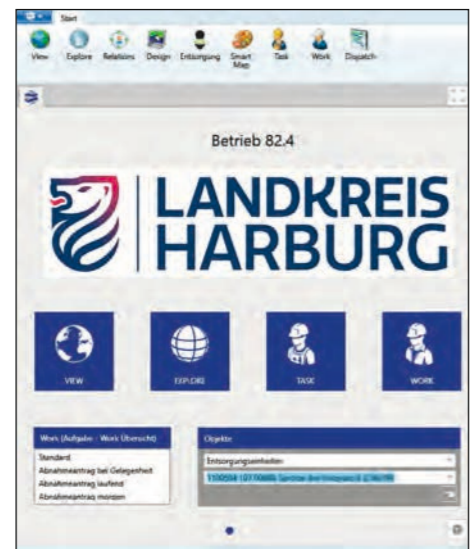 Start
View Explore Relations Design Entsorgung Smart Map Task Work Dispatch
Betrieb 82.4
LANDKREIS
HARBURG
VIEW EXPLORE TASK WORK
Work (Aufgabe - Work Übersicht) Objekte
Standard Entsorgungseinheiten
Abnahmeantrag bei Gelegenheit
Abnahmeantrag laufend
Abnahmeantrag morgen